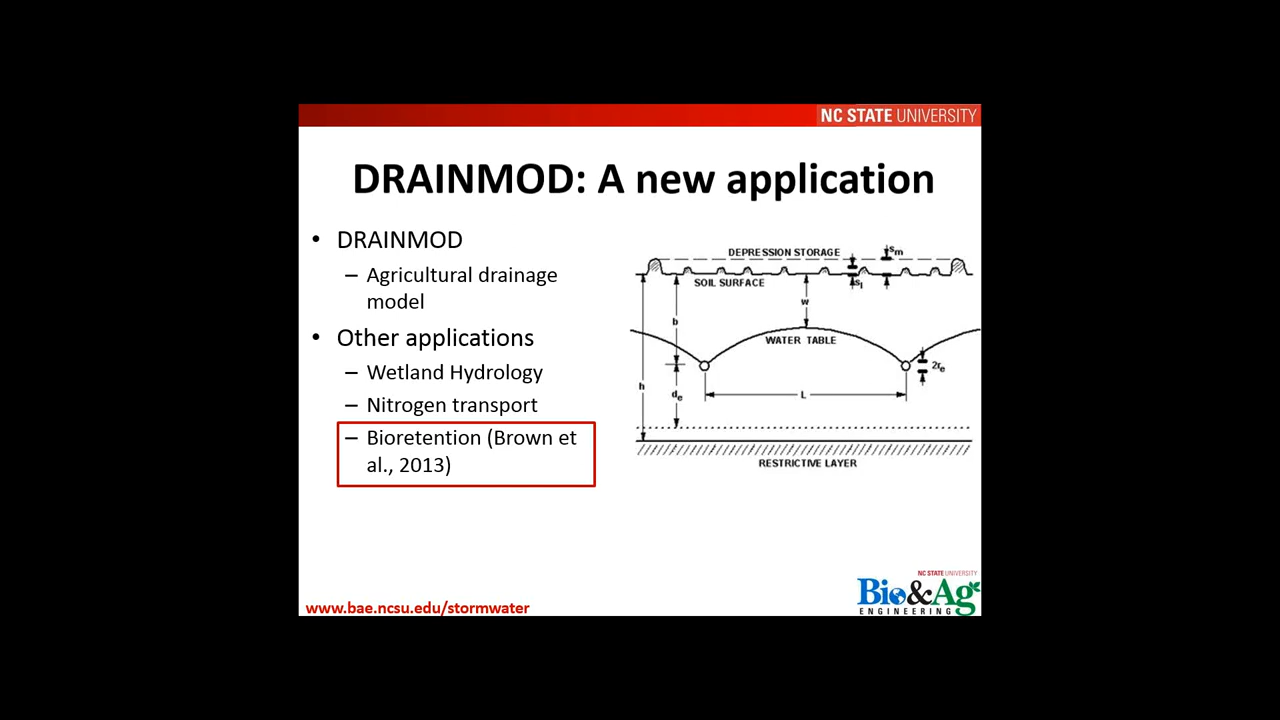 NC STATE UNIVERSITY
DRAINMOD: A new application
• DRAINMOD
– Agricultural drainage
model
• Other applications
– Wetland Hydrology
– Nitrogen transport
– Bioretention (Brown et
al., 2013)
DEPRESSION STORAGE
Sm
SOIL SURFACE
Si
w
b
WATER TABLE
2re
h
de
L
RESTRICTIVE LAYER
www.bae.ncsu.edu/stormwater
NC STATE UNIVERSITY
Bio&Ag
ENGINEERING